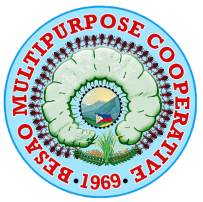 BESAO MULTIPURPOSE COOPERATIVE
• 1969 •